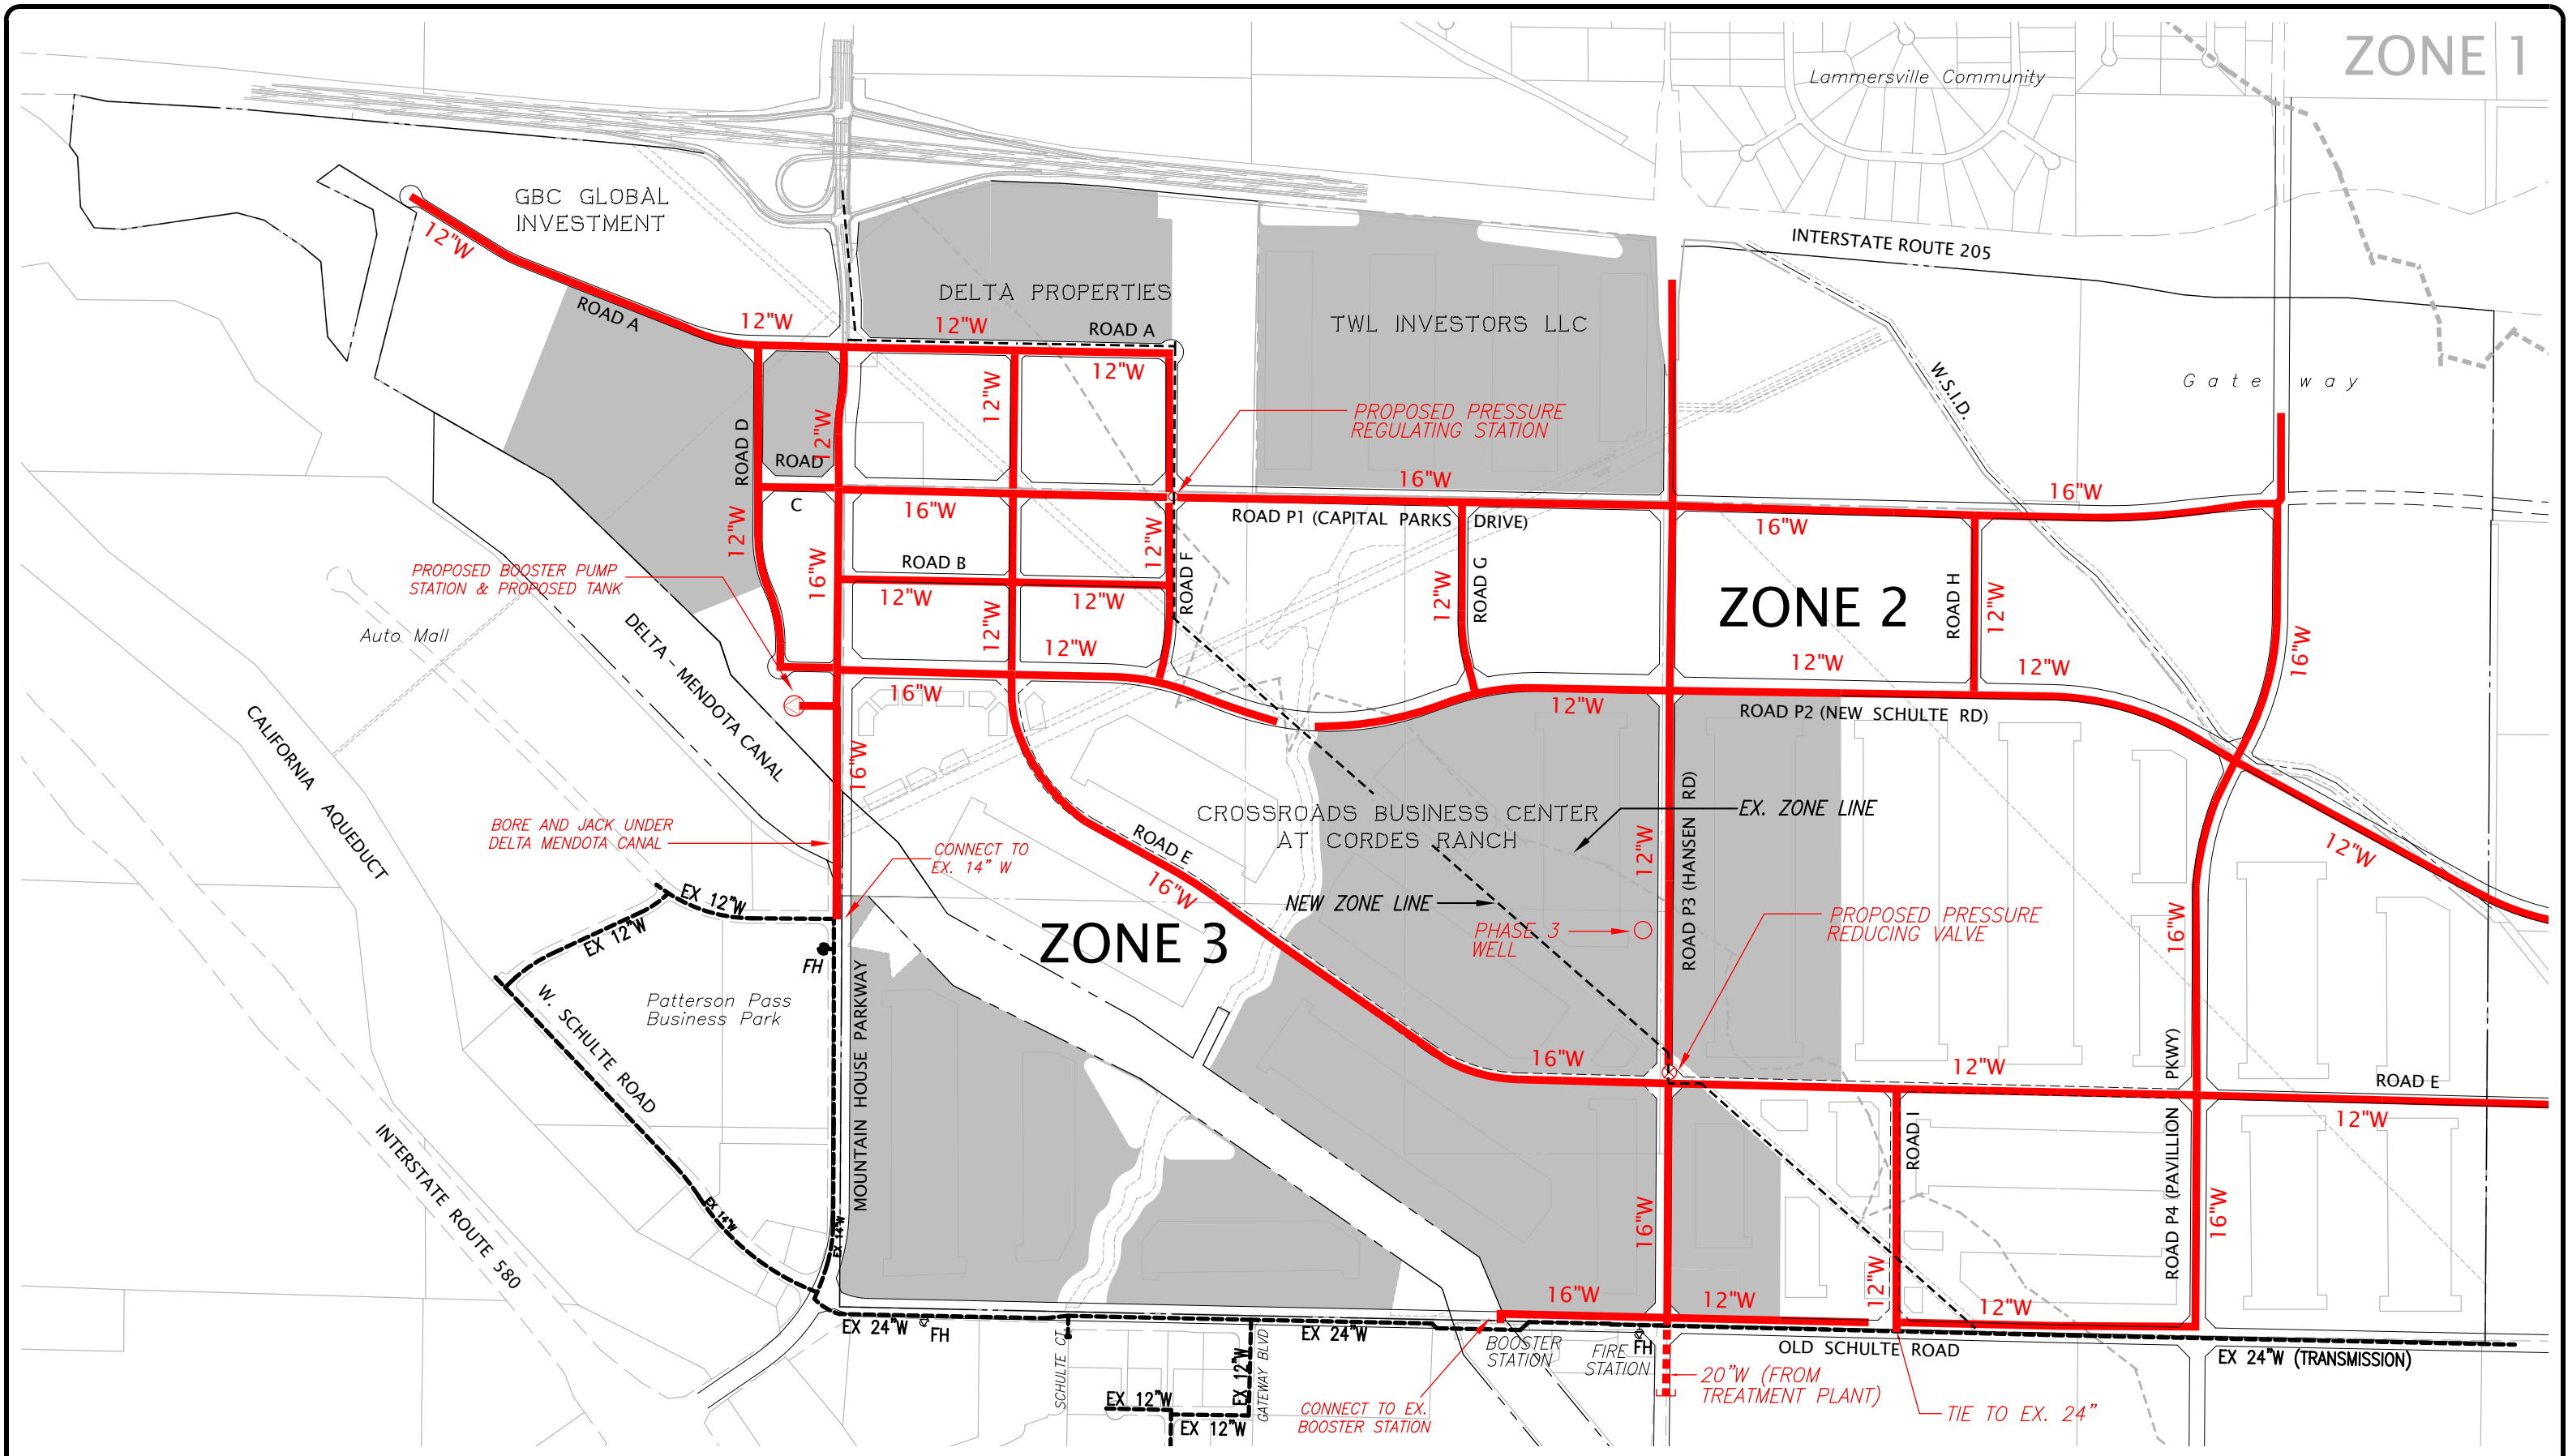 ZONE 1
Lammersville Community
GBC GLOBAL
INVESTMENT
12"W
INTERSTATE ROUTE 205
DELTA PROPERTIES
ROAD A
12"W
12"W
ROAD A
TWL INVESTORS LLC
12"W
12"W
12"W
ROAD D
ROAD
C
W.S.I.D.
Gate way
PROPOSED PRESSURE
REGULATING STATION
16"W
16"W
16"W
ROAD P1 (CAPITAL PARKS DRIVE)
16"W
12"W
16"W
12"W
ROAD F
ROAD B
12"W
12"W
12"W
12"W
PROPOSED BOOSTER PUMP
STATION & PROPOSED TANK
Auto Mall
DELTA - MENDOTA CANAL
12"W
ROAD G
ZONE 2
ROAD H
12"W
16"W
16"W
12"W
12"W
12"W
ROAD P2 (NEW SCHULTE RD)
CALIFORNIA AQUEDUCT
16"W
BORE AND JACK UNDER
DELTA MENDOTA CANAL
CONNECT TO
EX. 14" W
ROAD E
16"W
CROSSROADS BUSINESS CENTER
AT CORDES RANCH
EX. ZONE LINE
12"W
ROAD P3 (HANSEN RD)
12"W
EX 12"W
EX 12"W
FH
ZONE 3
NEW ZONE LINE
PHASE 3
WELL
PROPOSED PRESSURE
REDUCING VALVE
16"W
Patterson Pass
Business Park
W. SCHULTE ROAD
MOUNTAIN HOUSE PARKWAY
16"W
12"W
ROAD E
12"W
ROAD I
ROAD P4 (PAVILLION PKWY)
INTERSTATE ROUTE 580
EX 14"W
EX 14"W
16"W
16"W
12"W
16"W
12"W
12"W
EX 24"W
FH
SCHULTE CT
GATEWAY BLVD
EX 24"W
BOOSTER
STATION
FIRE
STATION
FH
OLD SCHULTE ROAD
EX 24"W (TRANSMISSION)
EX 12"W
EX 12"W
EX 12"W
CONNECT TO EX.
BOOSTER STATION
20"W (FROM
TREATMENT PLANT)
TIE TO EX. 24"